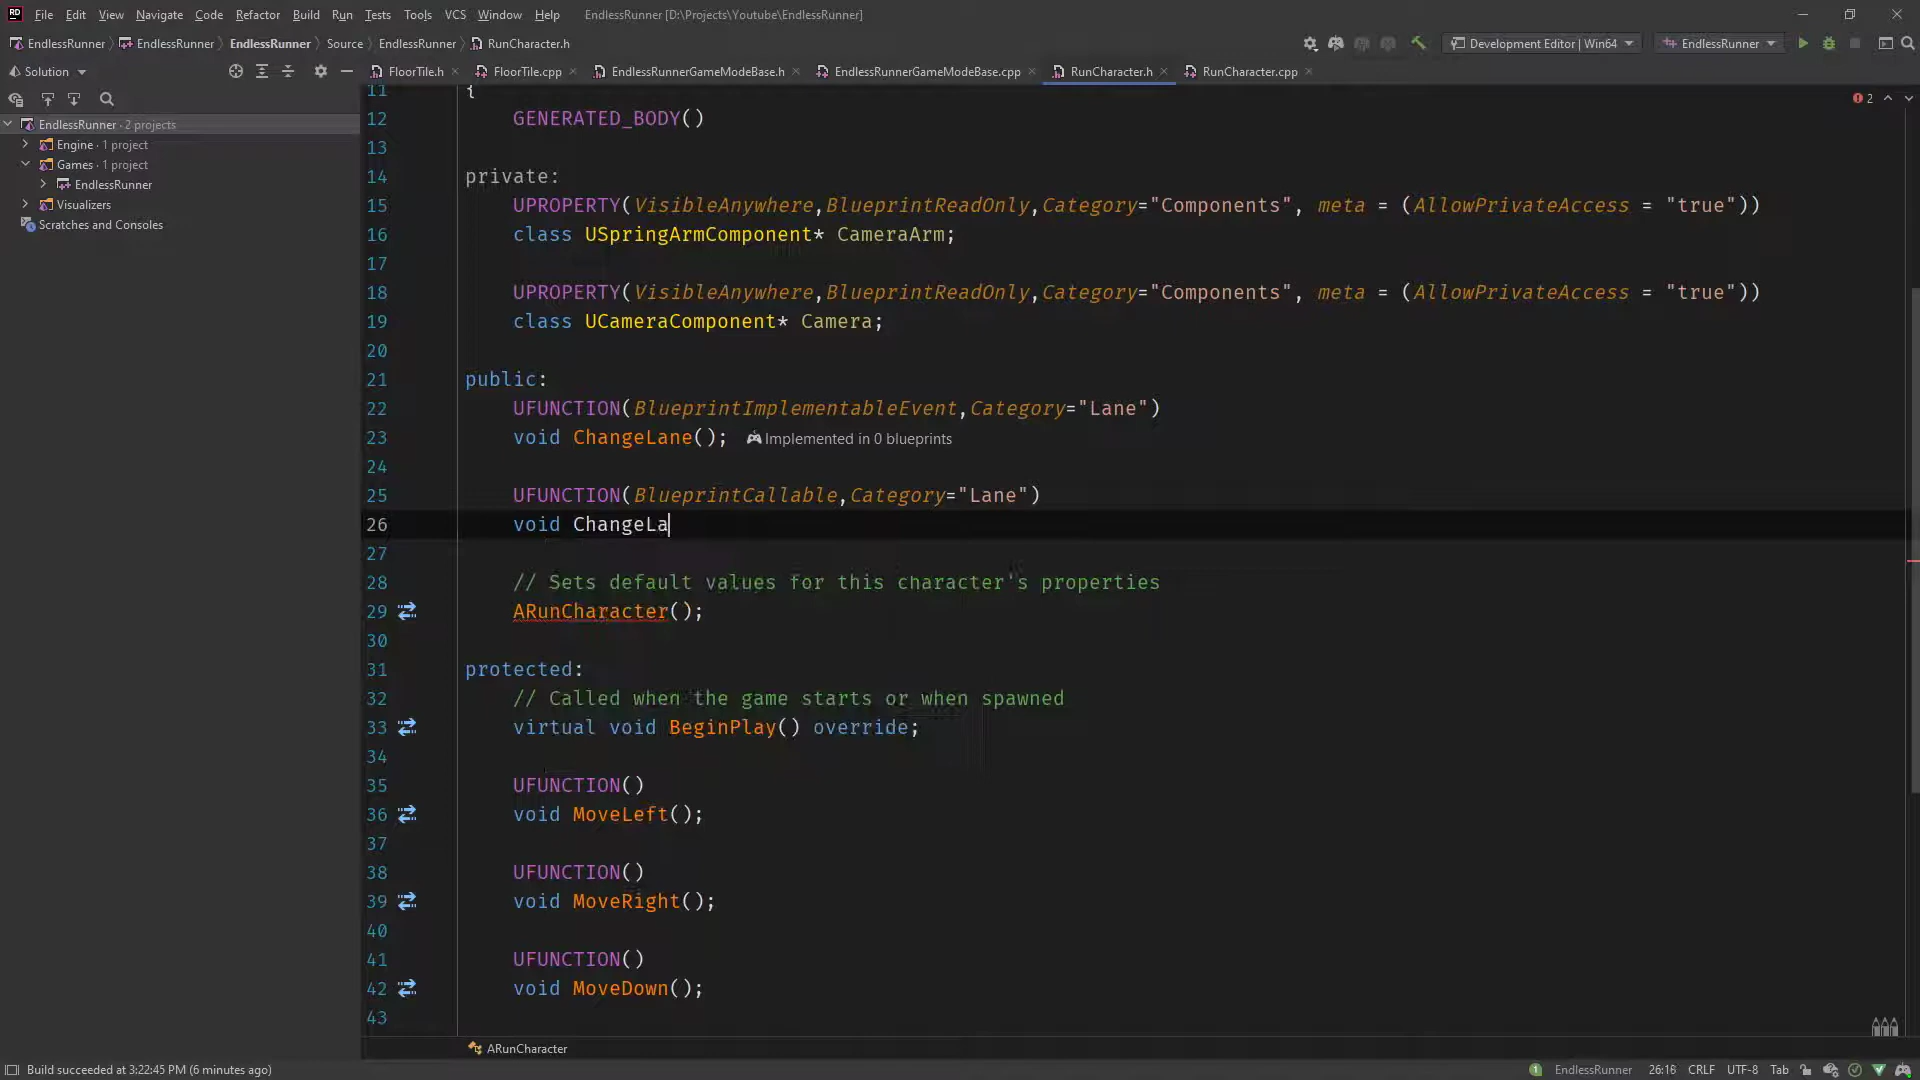 RD File Edit View Navigate Code Refactor Build Run Tests Tools VCS Window Help EndlessRunner [D:\Projects\Youtube\EndlessRunner]
EndlessRunner EndlessRunner EndlessRunner Source EndlessRunner RunCharacter.h Development Editor | Win64 EndlessRunner
Solution FloorTile.h FloorTile.cpp EndlessRunnerGameModeBase.h EndlessRunnerGameModeBase.cpp RunCharacter.h RunCharacter.cpp
EndlessRunner · 2 projects
Engine · 1 project
Games · 1 project
EndlessRunner
Visualizers
Scratches and Consoles
2
11 {
12 GENERATED_BODY()
13
14 private:
15 UPROPERTY(VisibleAnywhere,BlueprintReadOnly,Category="Components", meta = (AllowPrivateAccess = "true"))
16 class USpringArmComponent* CameraArm;
17
18 UPROPERTY(VisibleAnywhere,BlueprintReadOnly,Category="Components", meta = (AllowPrivateAccess = "true"))
19 class UCameraComponent* Camera;
20
21 public:
22 UFUNCTION(BlueprintImplementableEvent,Category="Lane")
23 void ChangeLane(); Implemented in 0 blueprints
24
25 UFUNCTION(BlueprintCallable,Category="Lane")
26 void ChangeLa
27
28 // Sets default values for this character's properties
29 ARunCharacter();
30
31 protected:
32 // Called when the game starts or when spawned
33 virtual void BeginPlay() override;
34
35 UFUNCTION()
36 void MoveLeft();
37
38 UFUNCTION()
39 void MoveRight();
40
41 UFUNCTION()
42 void MoveDown();
43
ARunCharacter
Build succeeded at 3:22:45 PM (6 minutes ago) 1 EndlessRunner 26:18 CRLF UTF-8 Tab